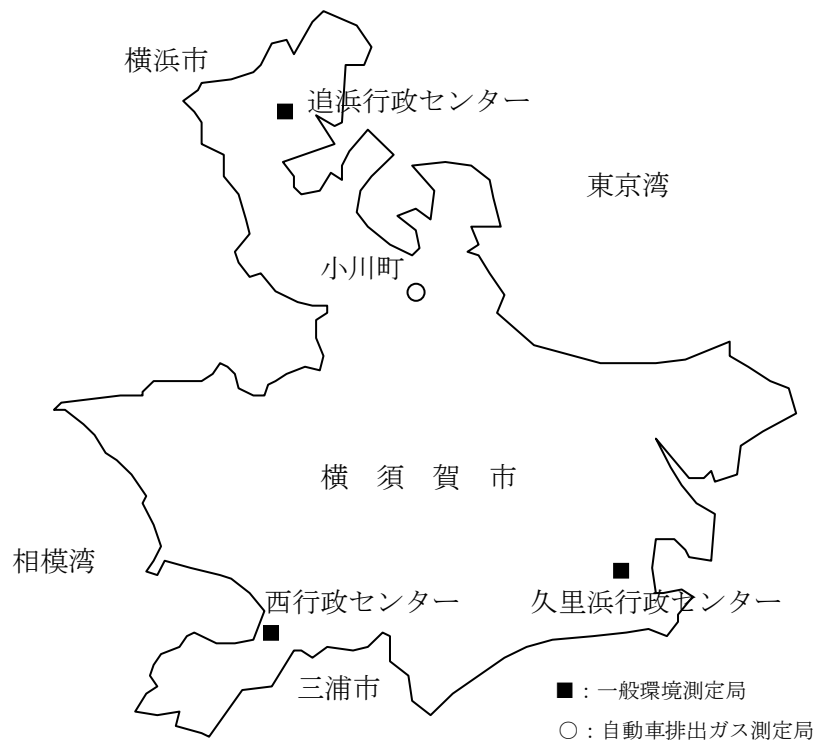 横浜市
追浜行政センター
東京湾
小川町
横 須 賀 市
相模湾
西行政センター
久里浜行政センター
三浦市
■：一般環境測定局
○：自動車排出ガス測定局